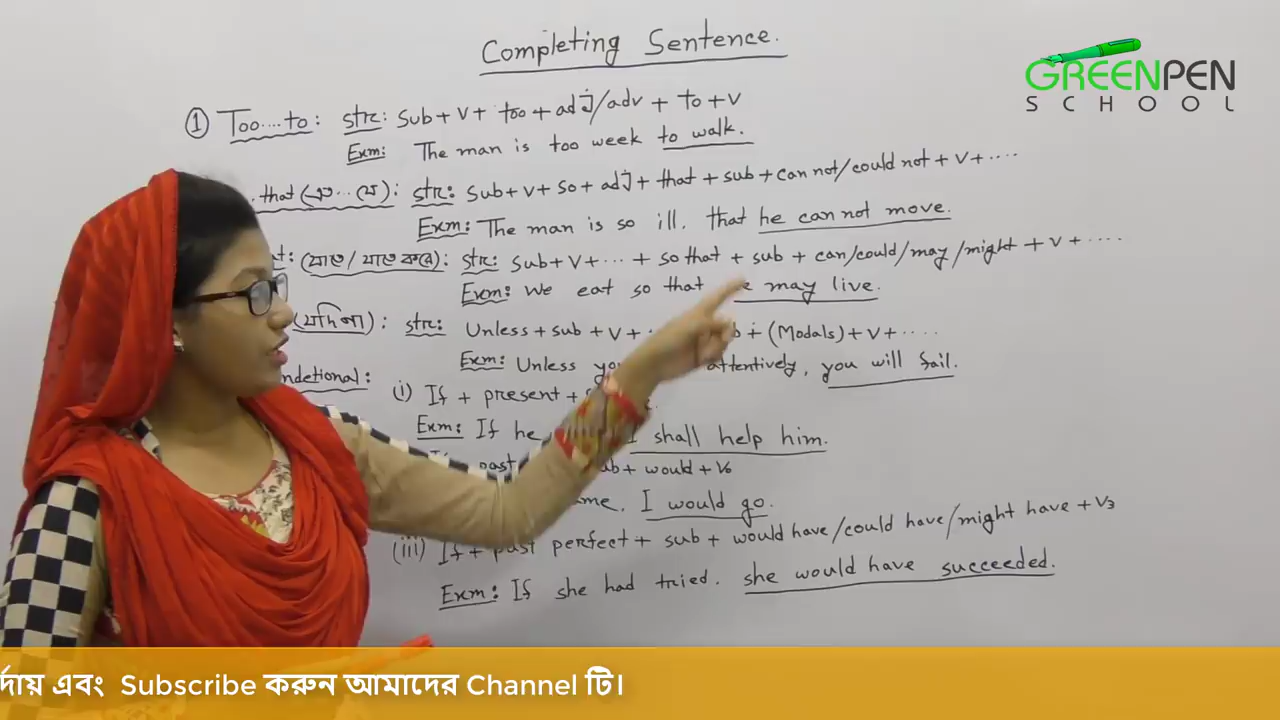 Completing Sentence.
GREENPEN
SCHOOL
① Too....to: str: Sub+V+ too+adj/adv + to+V
Exm: The man is too week to walk.
that (এত... যে): str: Sub+V+so+adj+that+sub+can not/could not+V+....
Exm: The man is so ill. that he can not move.
(যাতে/যাতে করে): str: Sub+V+... + so that + sub + can/could/may/might + V+....
Exm: We eat so that may live.
(যদি না): str: Unless+sub+V+ + (Modals)+V+....
Exm: Unless attentively, you will fail.
ndetional: (i) If + present +
Exm: If he I shall help him.
past + would + V
me. I would go.
(iii) If + past perfect + sub + would have/could have/might have + V3
Exm: If she had tried. she would have succeeded.
এবং Subscribe করুন আমাদের Channel টি।